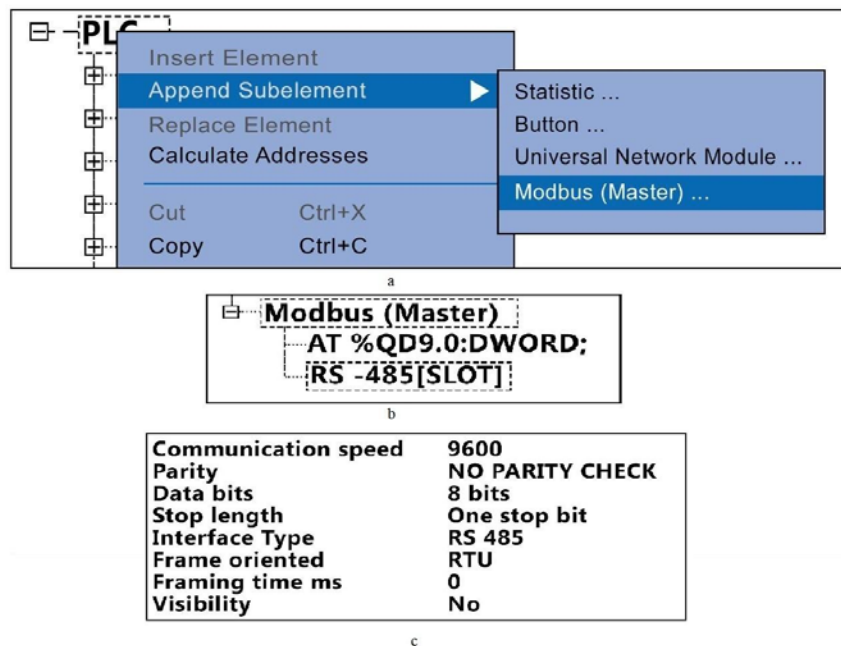 PLC
Insert Element
Append Subelement
Replace Element
Calculate Addresses
Cut Ctrl+X
Copy Ctrl+C
Statistic ...
Button ...
Universal Network Module ...
Modbus (Master) ...
a
Modbus (Master)
AT %QD9.0:DWORD;
RS -485[SLOT]
b
Communication speed 9600
Parity NO PARITY CHECK
Data bits 8 bits
Stop length One stop bit
Interface Type RS 485
Frame oriented RTU
Framing time ms 0
Visibility No
c